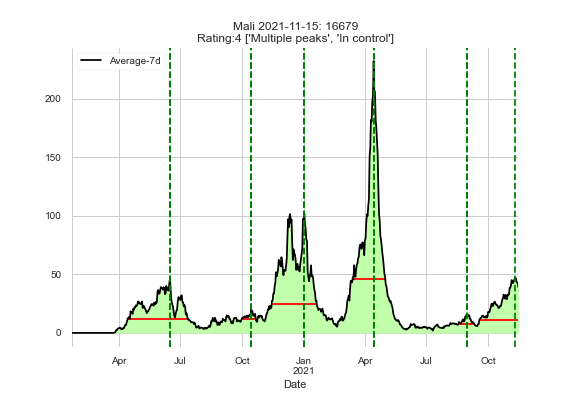 Mali 2021-11-15: 16679
Rating:4 ['Multiple peaks', 'In control']
Average-7d
200
150
100
50
0
Apr Jul Oct Jan Apr Jul Oct
2021
Date